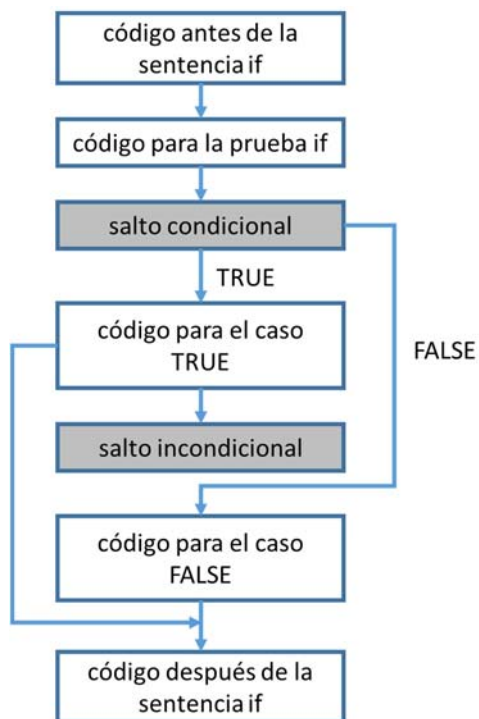 código antes de la
sentencia if
código para la prueba if
salto condicional
TRUE
código para el caso
TRUE
FALSE
salto incondicional
código para el caso
FALSE
código después de la
sentencia if